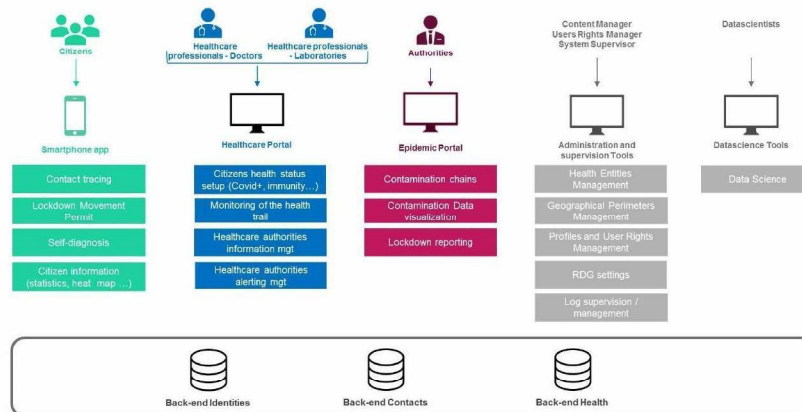 Citizens
Healthcare
professionals - Doctors
Healthcare professionals
- Laboratories
Authorities
Content Manager
Users Rights Manager
System Supervisor
Datascientists
Smartphone app
Healthcare Portal
Epidemic Portal
Administration and
supervision Tools
Datascience Tools
Contact tracing
Lockdown Movement
Permit
Self-diagnosis
Citizen information
(statistics, heat map ...)
Citizens health status
setup (Covid+, immunity...)
Monitoring of the health
trail
Healthcare authorities
information mgt
Healthcare authorities
alerting mgt
Contamination chains
Contamination Data
visualization
Lockdown reporting
Health Entities
Management
Geographical Perimeters
Management
Profiles and User Rights
Management
RDG settings
Log supervision /
management
Data Science
Back-end Identities
Back-end Contacts
Back-end Health